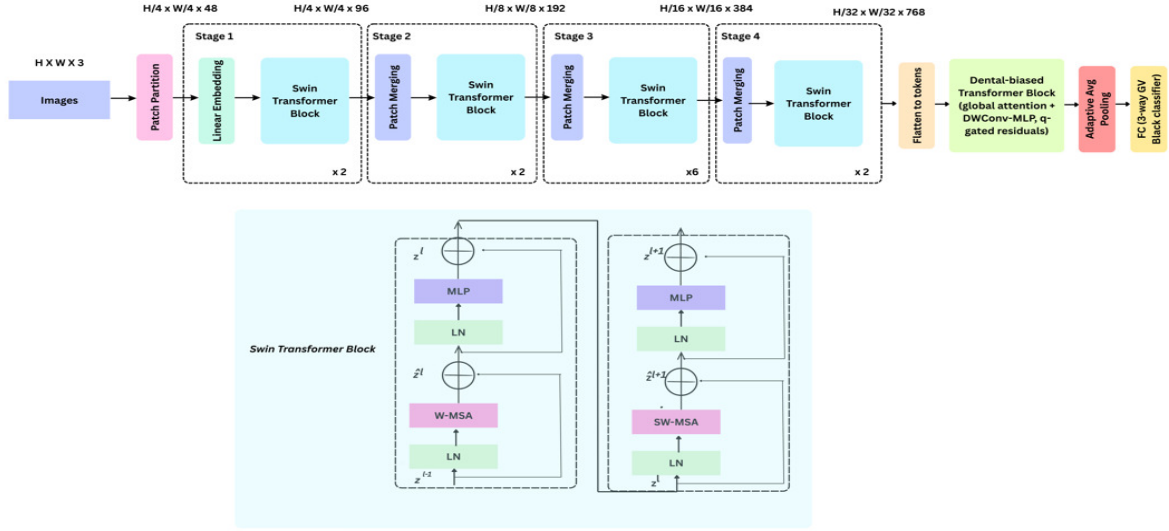 H/4 x W/4 x 48
H/4 x W/4 x 96
H/8 x W/8 x 192
H/16 x W/16 x 384
H/32 x W/32 x 768
H X W X 3
Images
Patch Partition
Stage 1
Linear Embedding
Swin
Transformer
Block
x 2
Stage 2
Patch Merging
Swin
Transformer
Block
x 2
Stage 3
Patch Merging
Swin
Transformer
Block
x6
Stage 4
Patch Merging
Swin
Transformer
Block
x 2
Flatten to tokens
Dental-biased
Transformer Block
(global attention +
DWConv-MLP, q-
gated residuals)
Adaptive Avg
Pooling
FC (3-way GV
Black classifier)
Swin Transformer Block
z^l
MLP
LN
ẑ^l
W-MSA
LN
z^l-1
z^l+1
MLP
LN
ẑ^l+1
SW-MSA
LN
z^l